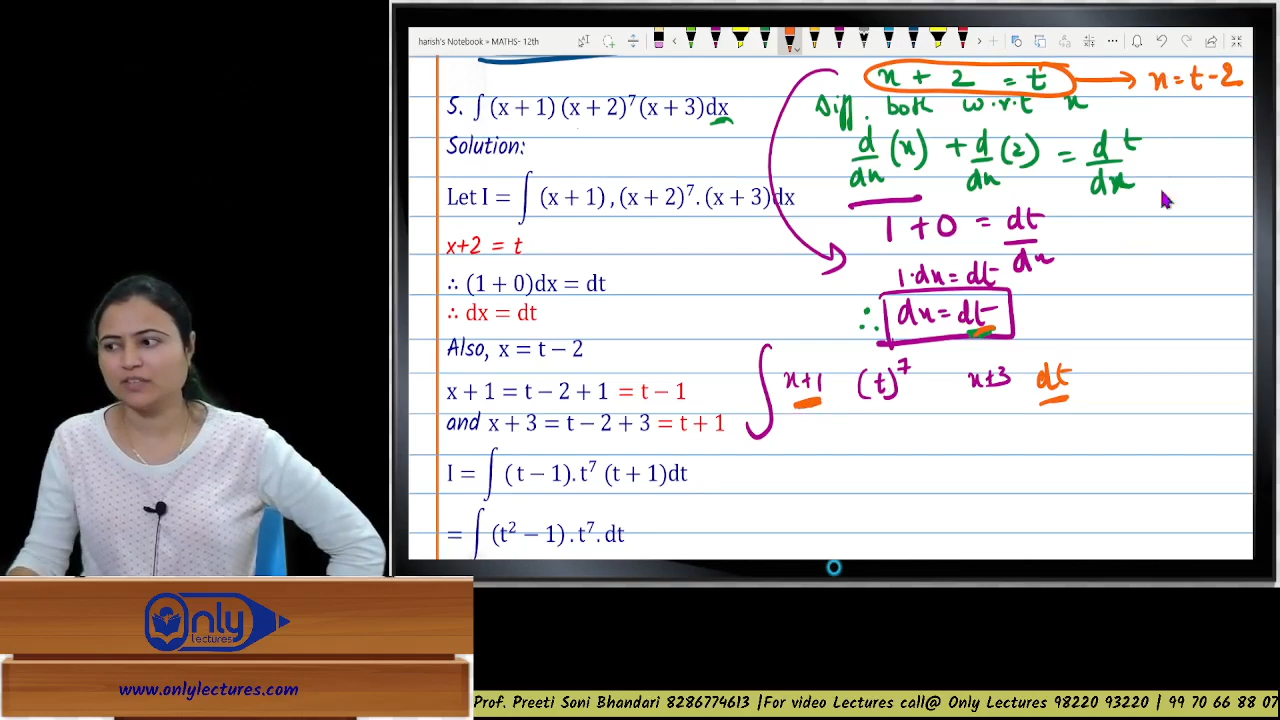 harish's Notebook » MATHS- 12th
5. ∫ (x + 1) (x + 2)⁷ (x + 3)dx
Solution:
Let I = ∫ (x + 1) , (x + 2)⁷. (x + 3)dx
x+2 = t
∴ (1 + 0)dx = dt
∴ dx = dt
Also, x = t − 2
x + 1 = t − 2 + 1 = t − 1
and x + 3 = t − 2 + 3 = t + 1
I = ∫ (t − 1). t⁷ (t + 1)dt
= ∫ (t² − 1) . t⁷. dt
x + 2 = t → x = t - 2
Diff. both w.r.t x
d/dx (x) + d/dx (2) = d/dx t
1 + 0 = dt/dx
1·dx = dt
∴ dx = dt
∫ x+1 (t)⁷ x+3 dt
Only
lectures
www.onlylectures.com
Prof. Preeti Soni Bhandari 8286774613 |For video Lectures call@ Only Lectures 98220 93220 | 99 70 66 88 07